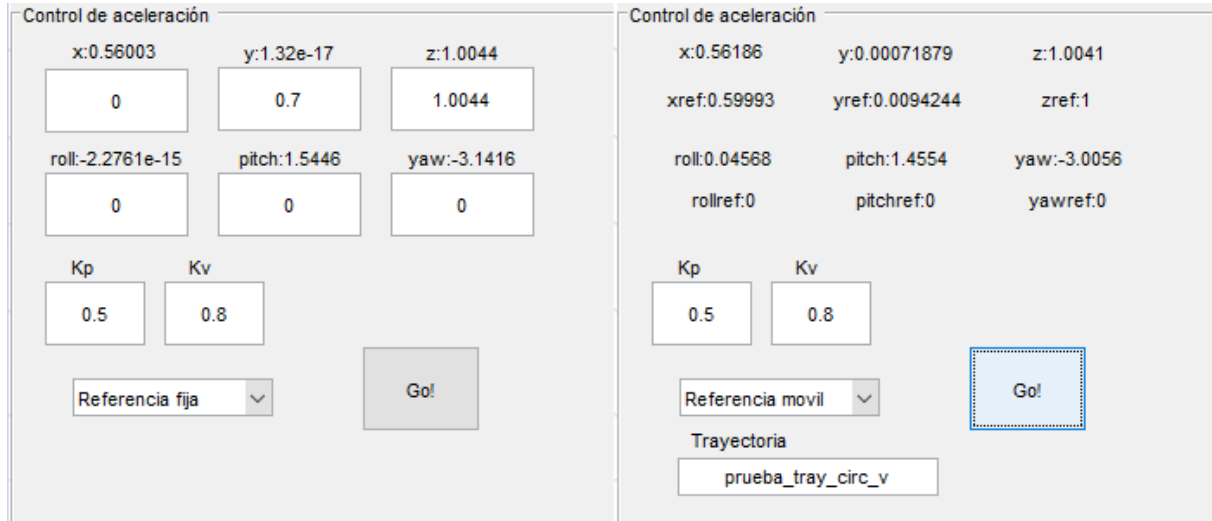 Control de aceleración
x:0.56003 y:1.32e-17 z:1.0044
0 0.7 1.0044
roll:-2.2761e-15 pitch:1.5446 yaw:-3.1416
0 0 0
Kp Kv
0.5 0.8
Referencia fija Go!
Control de aceleración
x:0.56186 y:0.00071879 z:1.0041
xref:0.59993 yref:0.0094244 zref:1
roll:0.04568 pitch:1.4554 yaw:-3.0056
rollref:0 pitchref:0 yawref:0
Kp Kv
0.5 0.8
Referencia movil Go!
Trayectoria
prueba_tray_circ_v